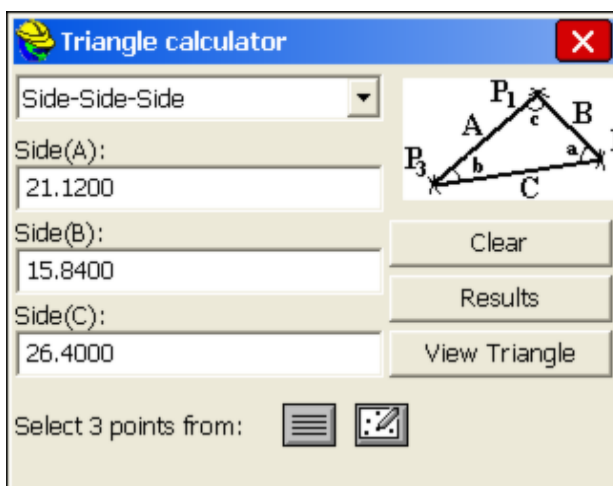 Triangle calculator
Side-Side-Side
Side(A):
21.1200
Side(B):
15.8400
Side(C):
26.4000
P1
A
c
B
P3
b
a
C
Clear
Results
View Triangle
Select 3 points from: